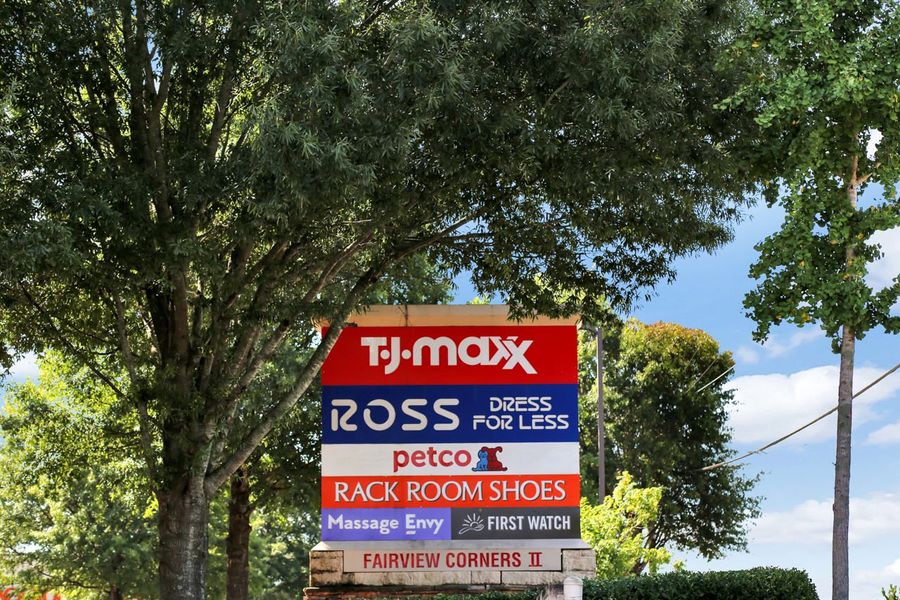 T.J.maxx
ROSS DRESS FOR LESS
petco
RACK ROOM SHOES
Massage Envy FIRST WATCH
FAIRVIEW CORNERS II